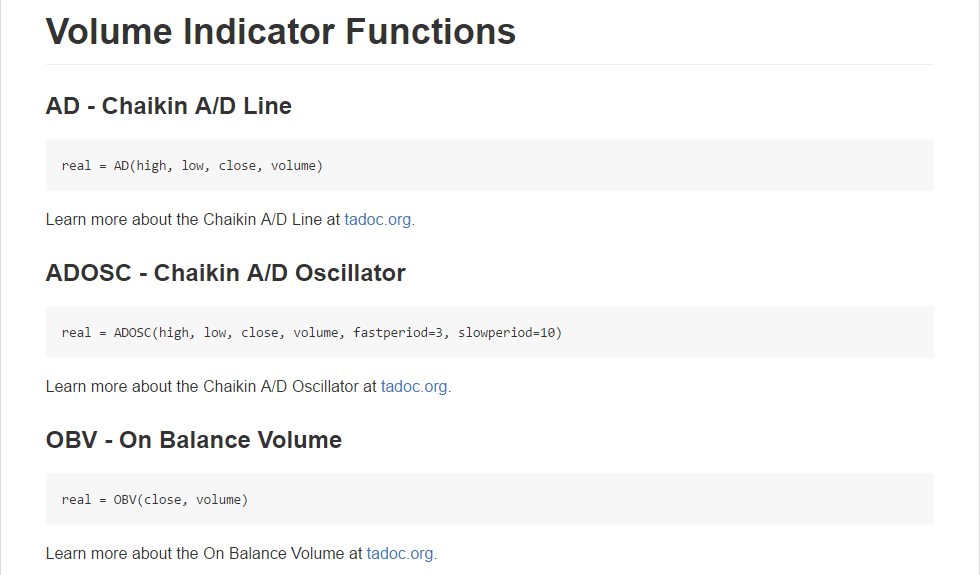 Volume Indicator Functions
AD - Chaikin A/D Line
real = AD(high, low, close, volume)
Learn more about the Chaikin A/D Line at tadoc.org.
ADOSC - Chaikin A/D Oscillator
real = ADOSC(high, low, close, volume, fastperiod=3, slowperiod=10)
Learn more about the Chaikin A/D Oscillator at tadoc.org.
OBV - On Balance Volume
real = OBV(close, volume)
Learn more about the On Balance Volume at tadoc.org.